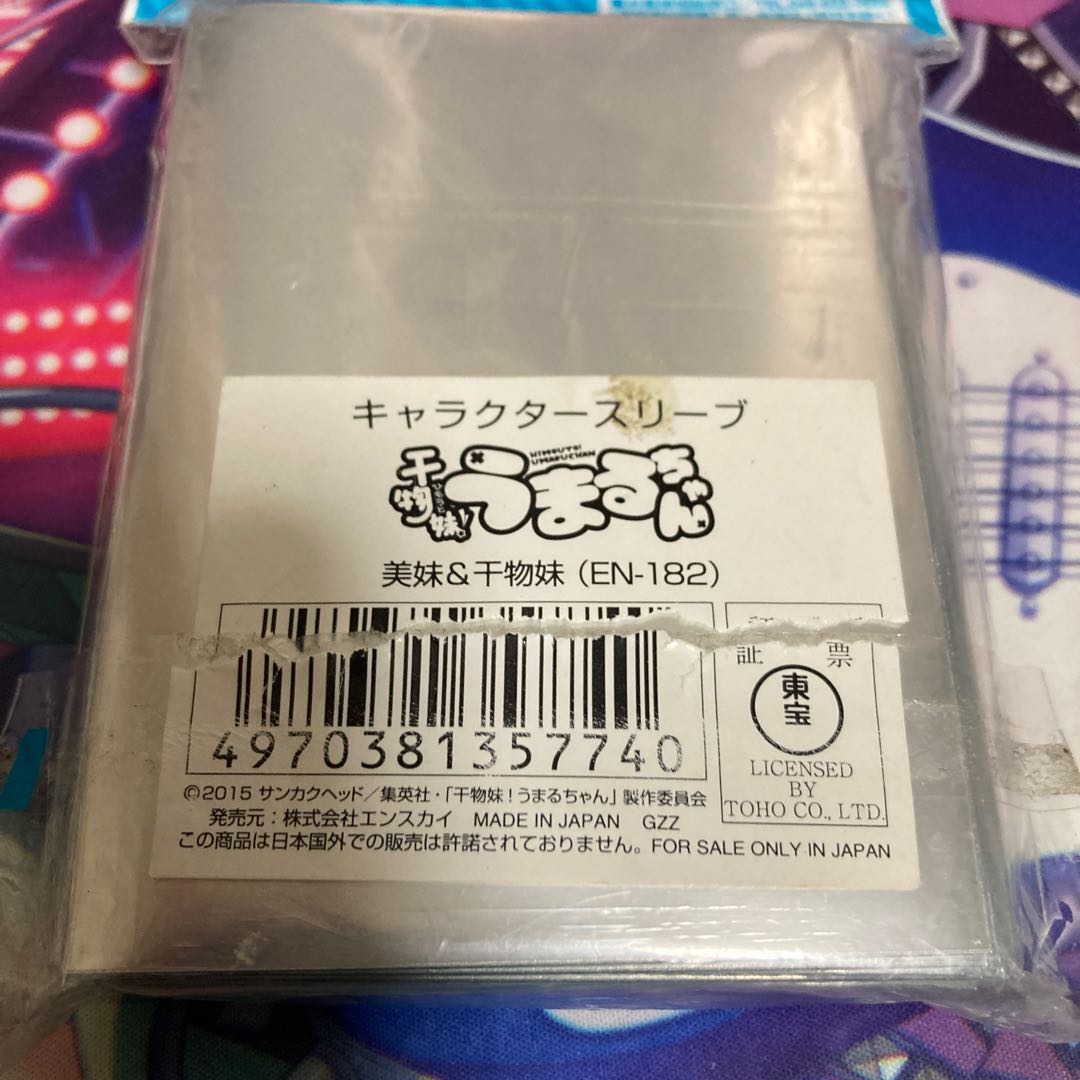 キャラクタースリーブ
HIMOUTO! UMARUCHAN
干物妹!うまるちゃん
美妹&干物妹(EN-182)
証 票
東宝
4970381357740
LICENSED
BY
TOHO CO., LTD.
©2015 サンカクヘッド/集英社・「干物妹!うまるちゃん」製作委員会
発売元:株式会社エンスカイ MADE IN JAPAN GZZ
この商品は日本国外での販売は許諾されておりません。FOR SALE ONLY IN JAPAN